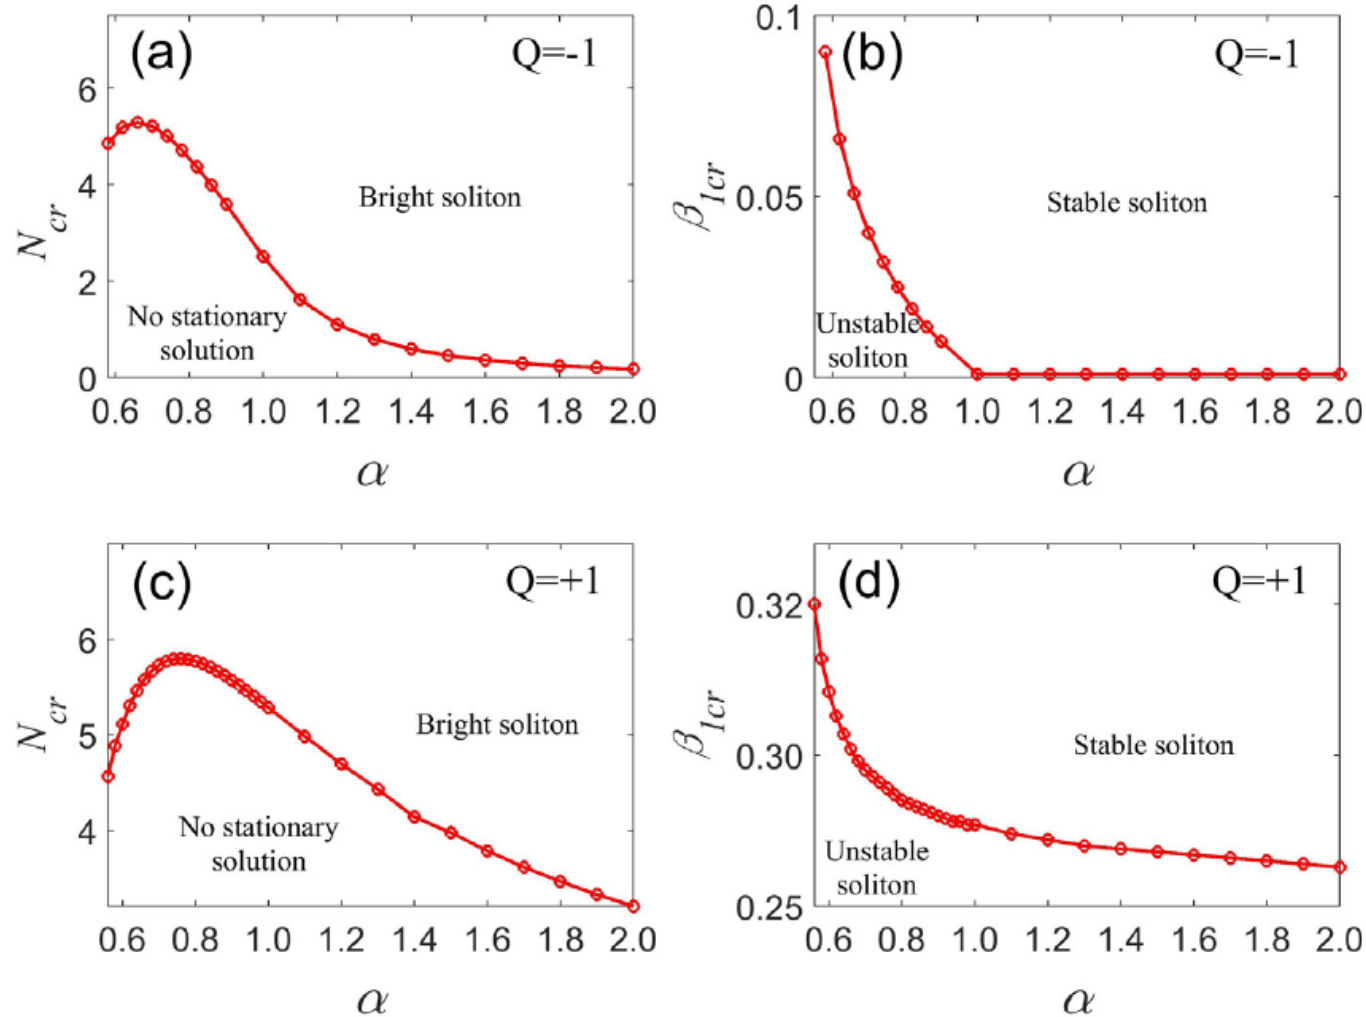 (a)
Q=-1
6
4
2
0
N_cr
Bright soliton
No stationary
solution
0.6 0.8 1.0 1.2 1.4 1.6 1.8 2.0
α
(b)
Q=-1
0.1
0.05
0
β_1cr
Stable soliton
Unstable
soliton
0.6 0.8 1.0 1.2 1.4 1.6 1.8 2.0
α
(c)
Q=+1
6
5
4
N_cr
Bright soliton
No stationary
solution
0.6 0.8 1.0 1.2 1.4 1.6 1.8 2.0
α
(d)
Q=+1
0.32
0.30
0.25
β_1cr
Stable soliton
Unstable
soliton
0.6 0.8 1.0 1.2 1.4 1.6 1.8 2.0
α